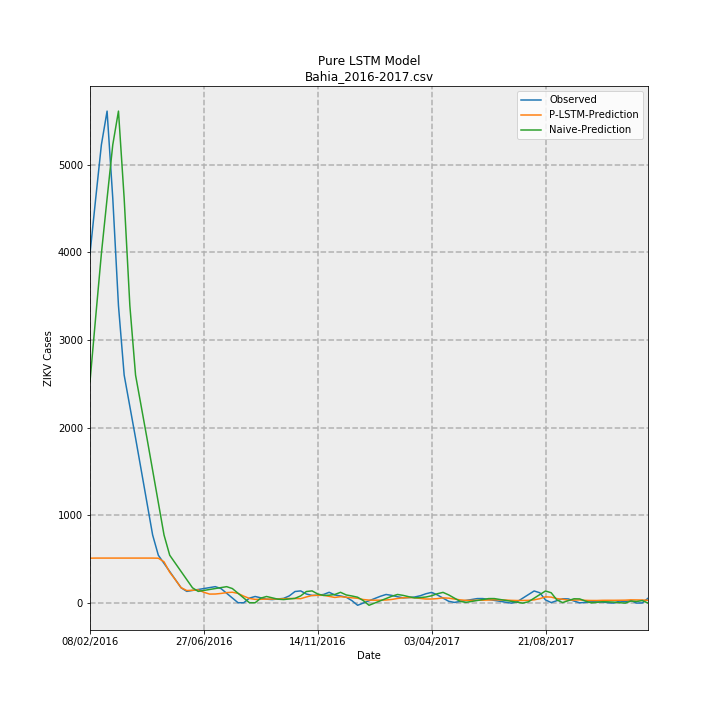 Pure LSTM Model
Bahia_2016-2017.csv
Observed
P-LSTM-Prediction
Naive-Prediction
5000
4000
3000
2000
1000
0
ZIKV Cases
08/02/2016 27/06/2016 14/11/2016 03/04/2017 21/08/2017
Date